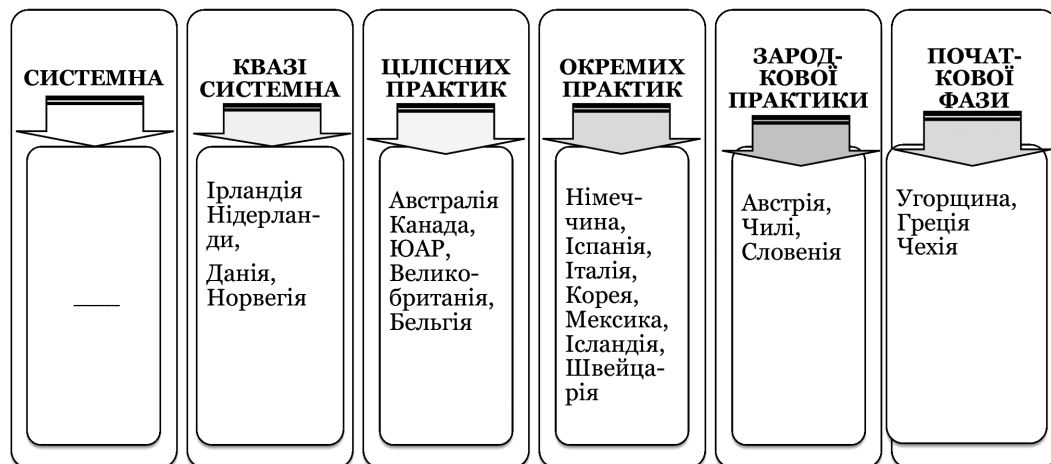 СИСТЕМНА
___
КВАЗІ
СИСТЕМНА
Ірландія
Нідерлан-
ди,
Данія,
Норвегія
ЦІЛІСНИХ
ПРАКТИК
Австралія
Канада,
ЮАР,
Велико-
британія,
Бельгія
ОКРЕМИХ
ПРАКТИК
Німеч-
чина,
Іспанія,
Італія,
Корея,
Мексика,
Ісландія,
Швейца-
рія
ЗАРОД-
КОВОЇ
ПРАКТИКИ
Австрія,
Чилі,
Словенія
ПОЧАТ-
КОВОЇ
ФАЗИ
Угорщина,
Греція
Чехія